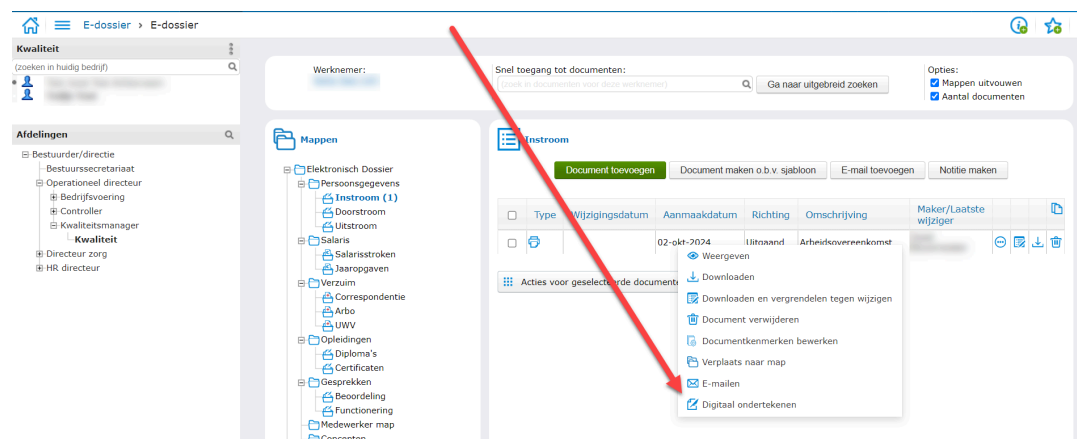 E-dossier › E-dossier
Kwaliteit
(zoeken in huidig bedrijf)
Afdelingen
Bestuurder/directie
Bestuurssecretariaat
Operationeel directeur
Bedrijfsvoering
Controller
Kwaliteitsmanager
Kwaliteit
Directeur zorg
HR directeur
Werknemer:
Snel toegang tot documenten:
(zoek in documenten voor deze werknemer)
Ga naar uitgebreid zoeken
Opties:
Mappen uitvouwen
Aantal documenten
Mappen
Elektronisch Dossier
Persoonsgegevens
Instroom (1)
Doorstroom
Uitstroom
Salaris
Salarisstroken
Jaaropgaven
Verzuim
Correspondentie
Arbo
UWV
Opleidingen
Diploma's
Certificaten
Gesprekken
Beoordeling
Functionering
Medewerker map
Concepten
Instroom
Document toevoegen
Document maken o.b.v. sjabloon
E-mail toevoegen
Notitie maken
Type Wijzigingsdatum Aanmaakdatum Richting Omschrijving Maker/Laatste
wijziger
02-okt-2024 Uitgaand Arbeidsovereenkomst
Acties voor geselecteerde
Weergeven
Downloaden
Downloaden en vergrendelen tegen wijzigen
Document verwijderen
Documentkenmerken bewerken
Verplaats naar map
E-mailen
Digitaal ondertekenen